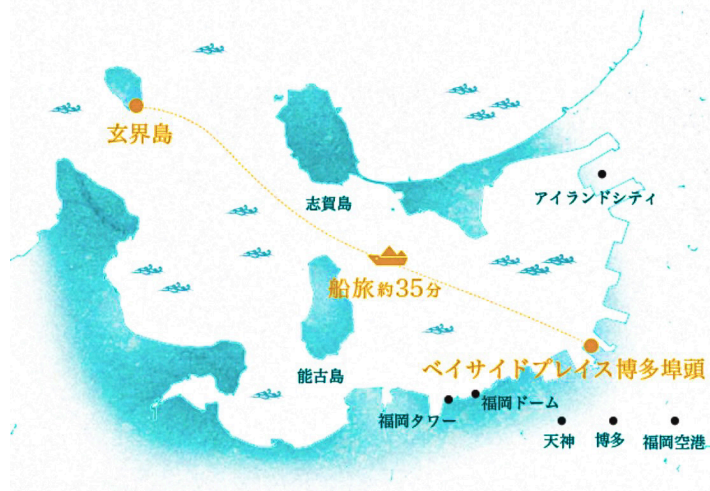 玄界島
志賀島
アイランドシティ
船旅約35分
能古島
ベイサイドプレイス博多埠頭
福岡タワー
福岡ドーム
天神
博多
福岡空港